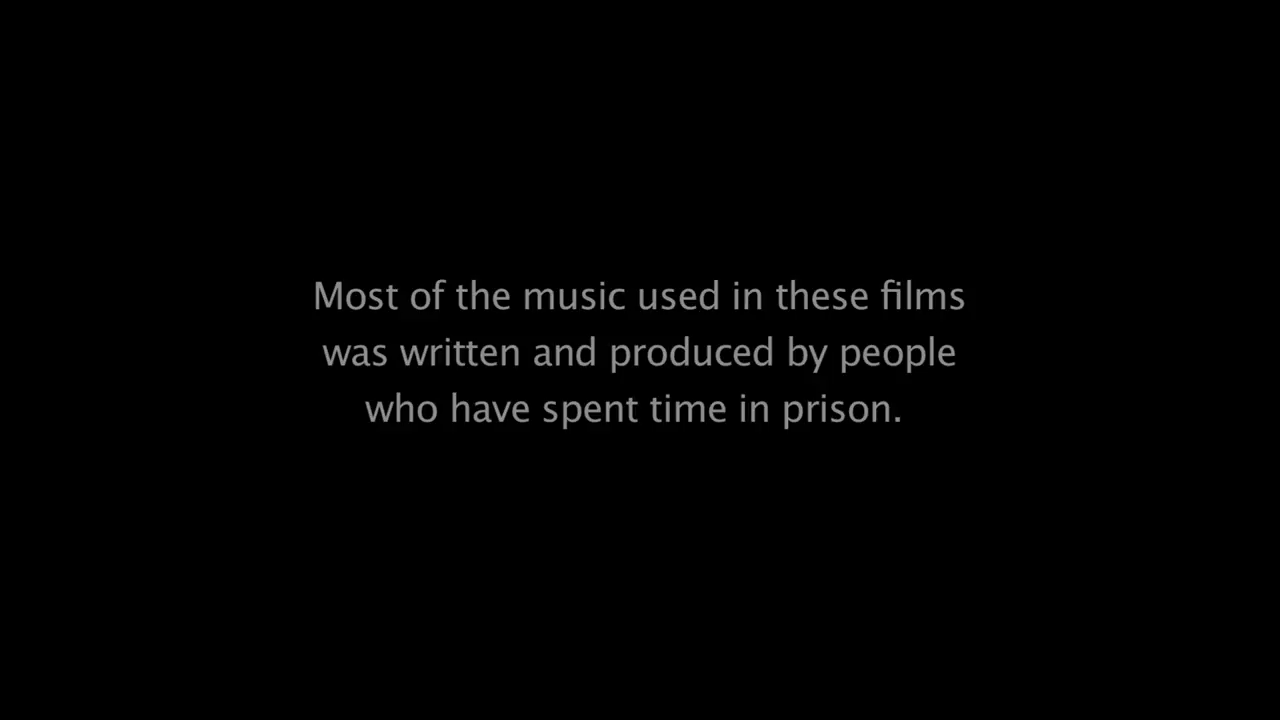 Most of the music used in these films
was written and produced by people
who have spent time in prison.